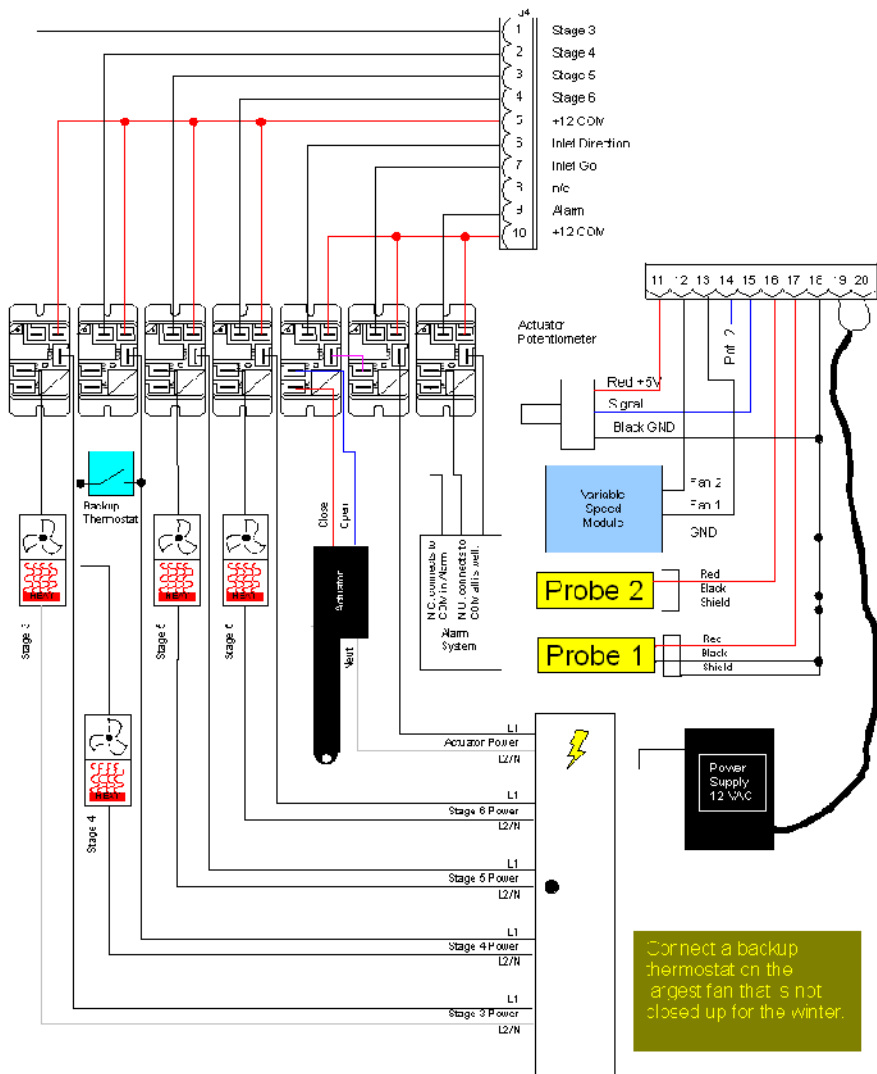 J4
1 Stage 3
2 Stage 4
3 Stage 5
4 Stage 6
5 +12 COM
6 Inlet Direction
7 Inlet Go
8 n/c
9 Alarm
10 +12 COM
11 12 13 14 15 16 17 18 19 20
Actuator
Potentiometer
Pot 2
Red +5V
Signal
Black GND
Variable
Speed
Module
Fan 2
Fan 1
GND
Probe 2
Red
Black
Shield
Probe 1
Red
Black
Shield
Backup
Thermostat
Close
Open
Actuator
Neut
N.C. connects to
COM in Alarm
N.O. connects to
COM all is well.
Alarm
System
HEAT
HEAT
HEAT
HEAT
Stage 3
Stage 5
Stage 6
Stage 4
L1
Actuator Power
L2/N
L1
Stage 6 Power
L2/N
L1
Stage 5 Power
L2/N
L1
Stage 4 Power
L2/N
L1
Stage 3 Power
L2/N
Power
Supply
12 VAC
Connect a backup
thermostat on the
largest fan that is not
closed up for the winter.